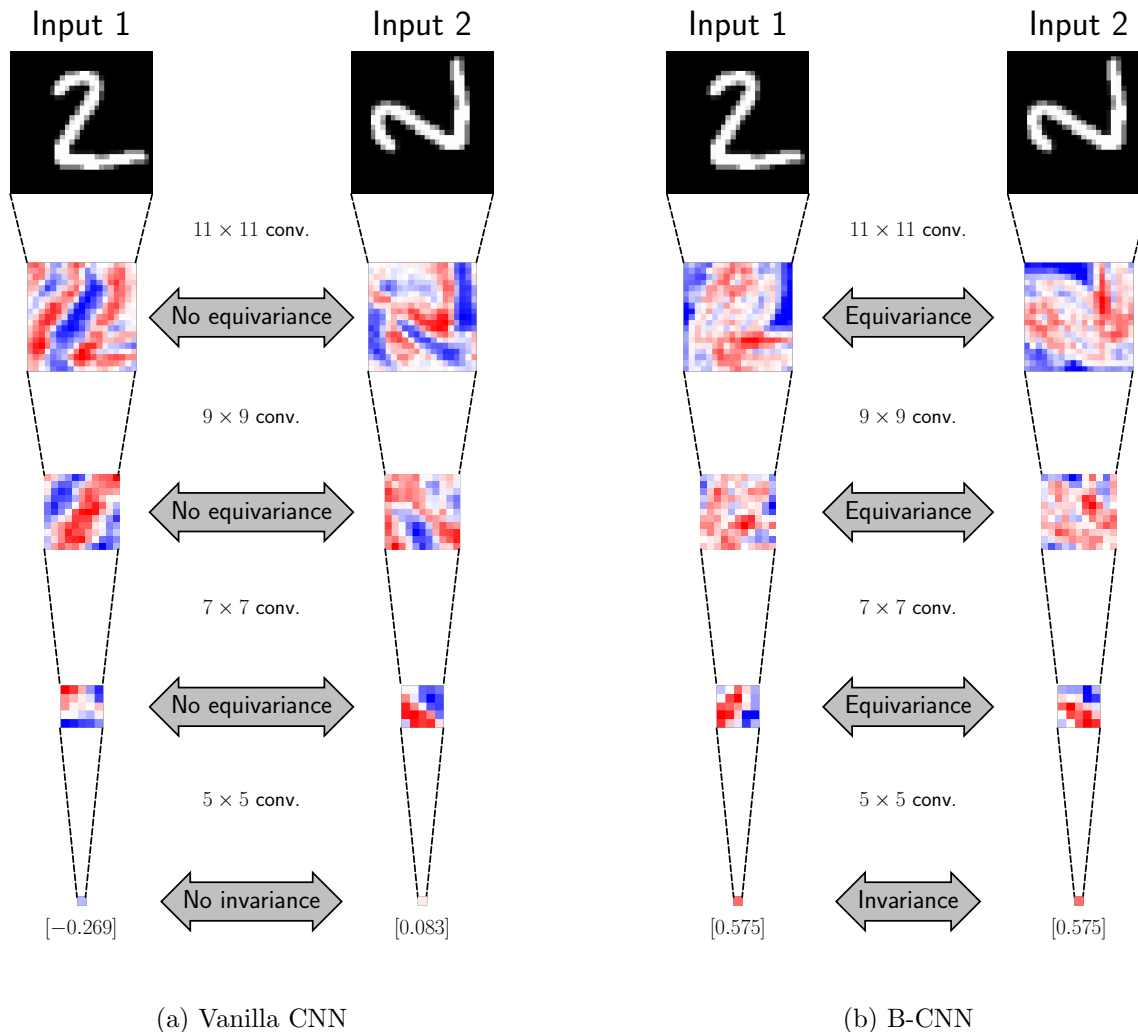 Input 1
Input 2
11 × 11 conv.
No equivariance
9 × 9 conv.
No equivariance
7 × 7 conv.
No equivariance
5 × 5 conv.
No invariance
[−0.269]
[0.083]
(a) Vanilla CNN
Input 1
Input 2
11 × 11 conv.
Equivariance
9 × 9 conv.
Equivariance
7 × 7 conv.
Equivariance
5 × 5 conv.
Invariance
[0.575]
[0.575]
(b) B-CNN